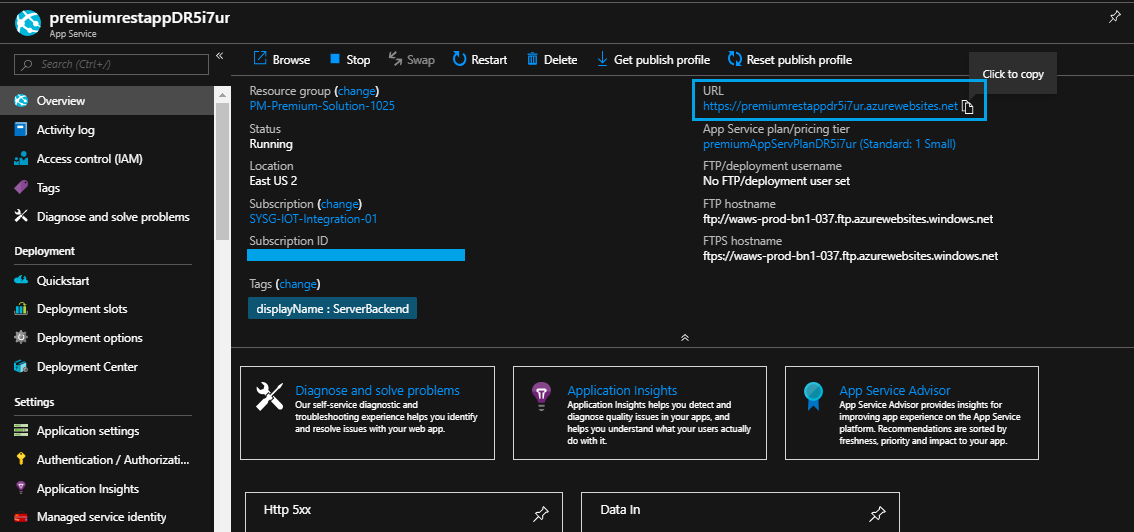 premiumrestappDR5i7ur
App Service
Search (Ctrl+/)
Overview
Activity log
Access control (IAM)
Tags
Diagnose and solve problems
Deployment
Quickstart
Deployment slots
Deployment options
Deployment Center
Settings
Application settings
Authentication / Authorizati...
Application Insights
Managed service identity
Browse
Stop
Swap
Restart
Delete
Get publish profile
Reset publish profile
Click to copy
Resource group (change)
PM-Premium-Solution-1025
Status
Running
Location
East US 2
Subscription (change)
SYSG-IOT-Integration-01
Subscription ID
Tags (change)
displayName : ServerBackend
URL
https://premiumrestappdr5i7ur.azurewebsites.net
App Service plan/pricing tier
premiumAppServPlanDR5i7ur (Standard: 1 Small)
FTP/deployment username
No FTP/deployment user set
FTP hostname
ftp://waws-prod-bn1-037.ftp.azurewebsites.windows.net
FTPS hostname
ftps://waws-prod-bn1-037.ftp.azurewebsites.windows.net
Diagnose and solve problems
Our self-service diagnostic and
troubleshooting experience helps you identify
and resolve issues with your web app.
Application Insights
Application Insights helps you detect and
diagnose quality issues in your apps, and
helps you understand what your users actually
do with it.
App Service Advisor
App Service Advisor provides insights for
improving app experience on the App Service
platform. Recommendations are sorted by
freshness, priority and impact to your app.
Http 5xx
Data In